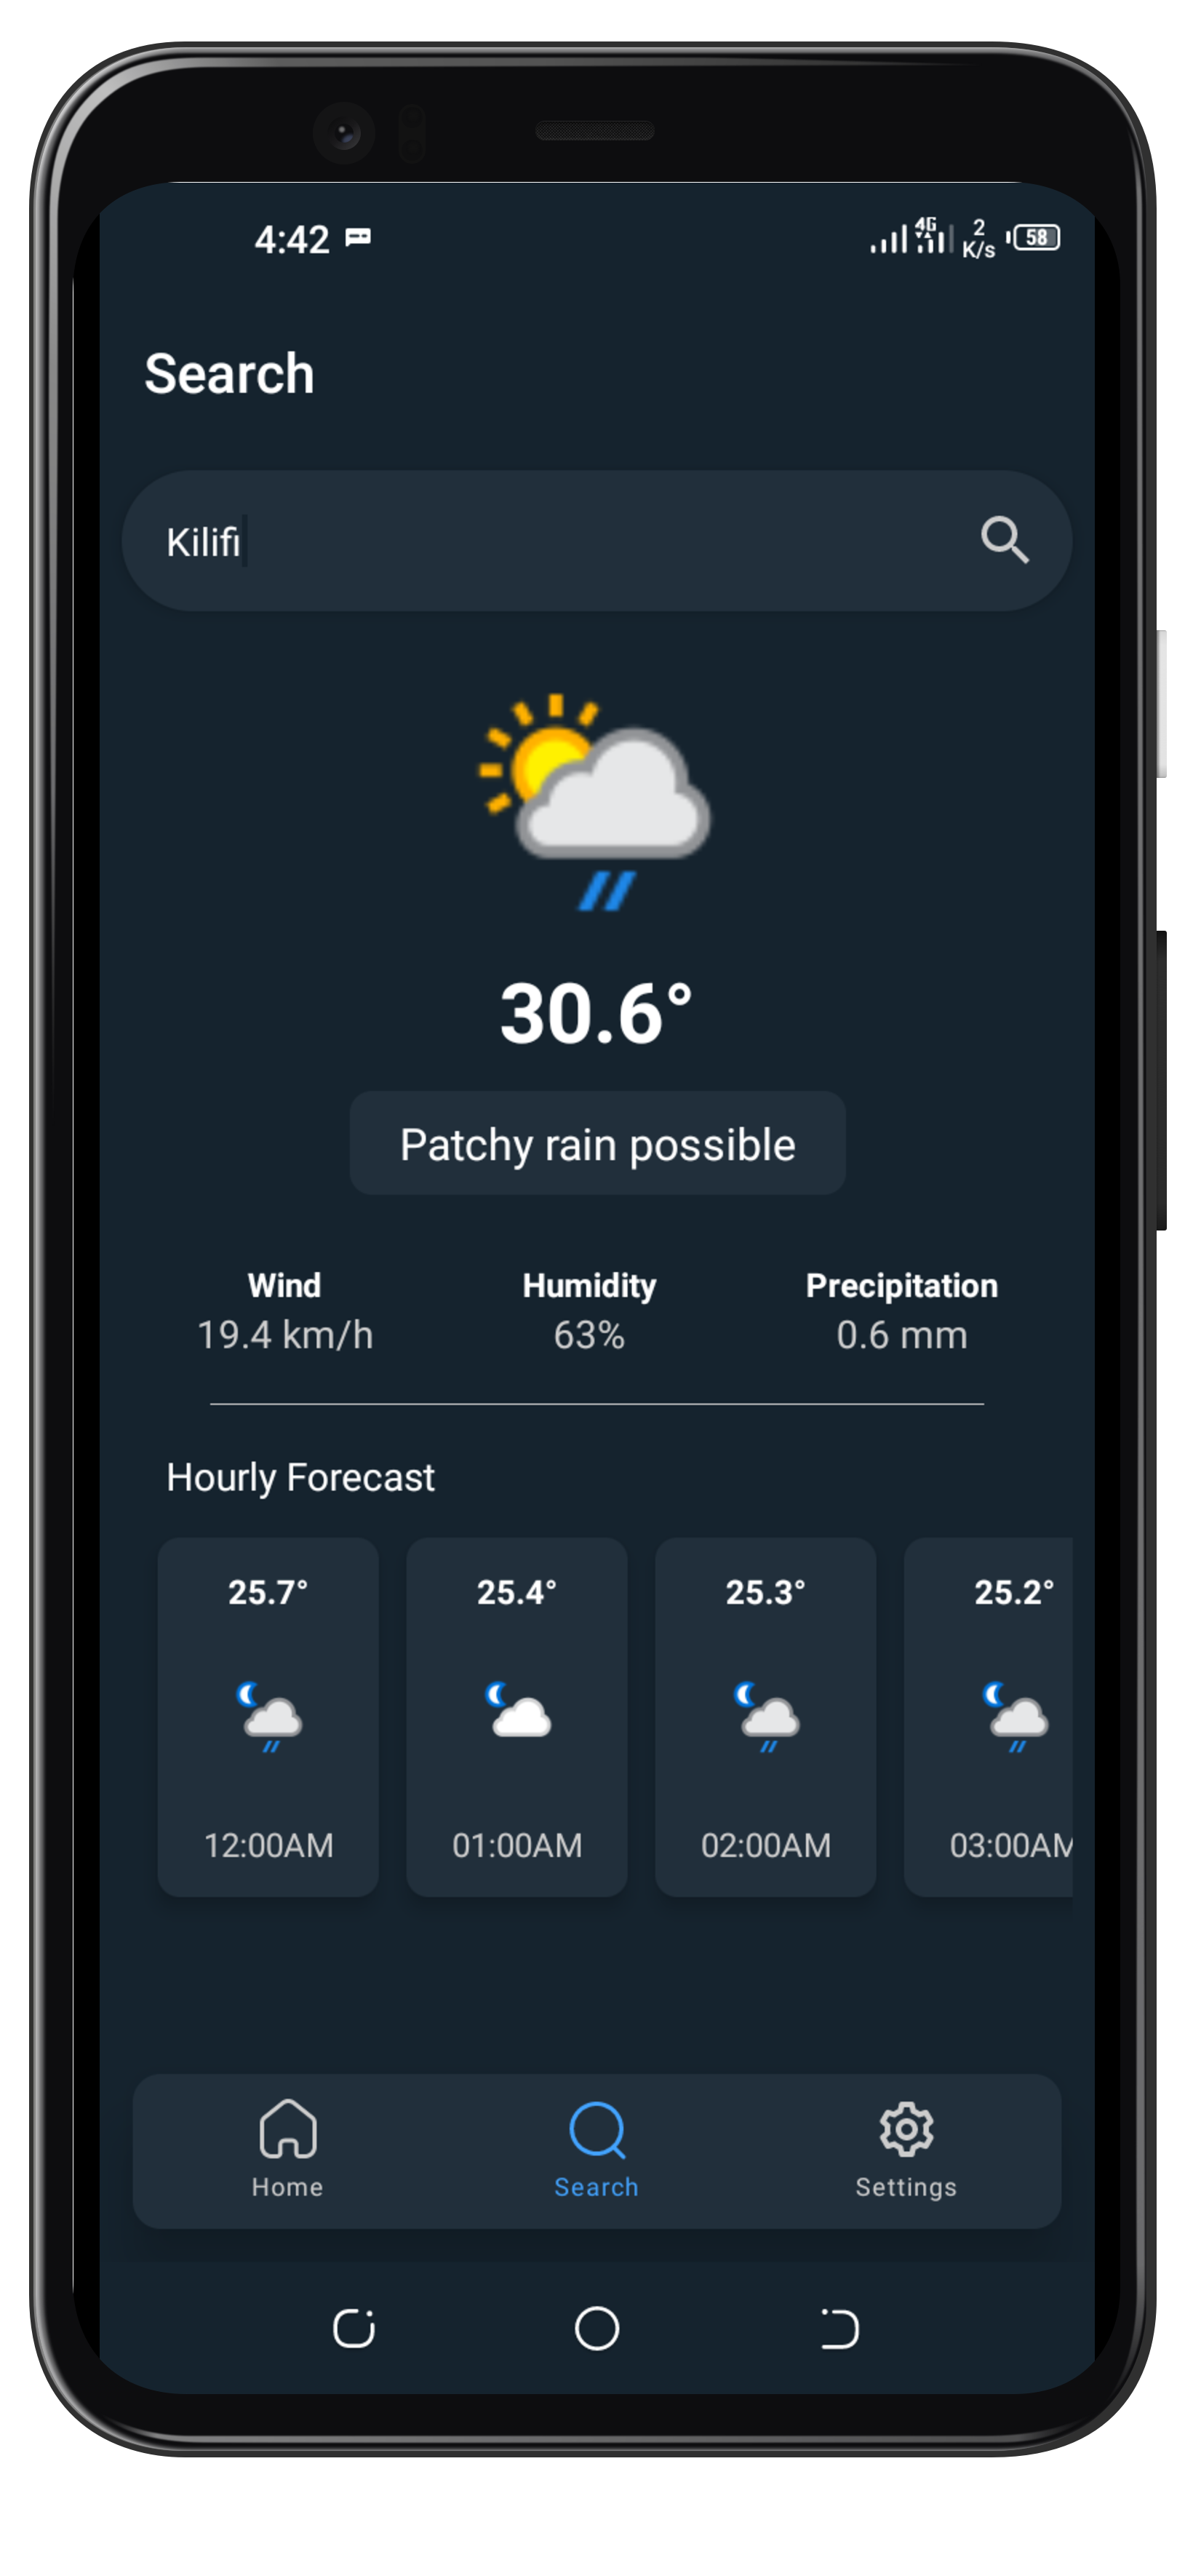 4:42 4G 2 K/s 58
Search
Kilifi
30.6°
Patchy rain possible
Wind Humidity Precipitation
19.4 km/h 63% 0.6 mm
Hourly Forecast
25.7° 25.4° 25.3° 25.2°
12:00AM 01:00AM 02:00AM 03:00AM
Home Search Settings